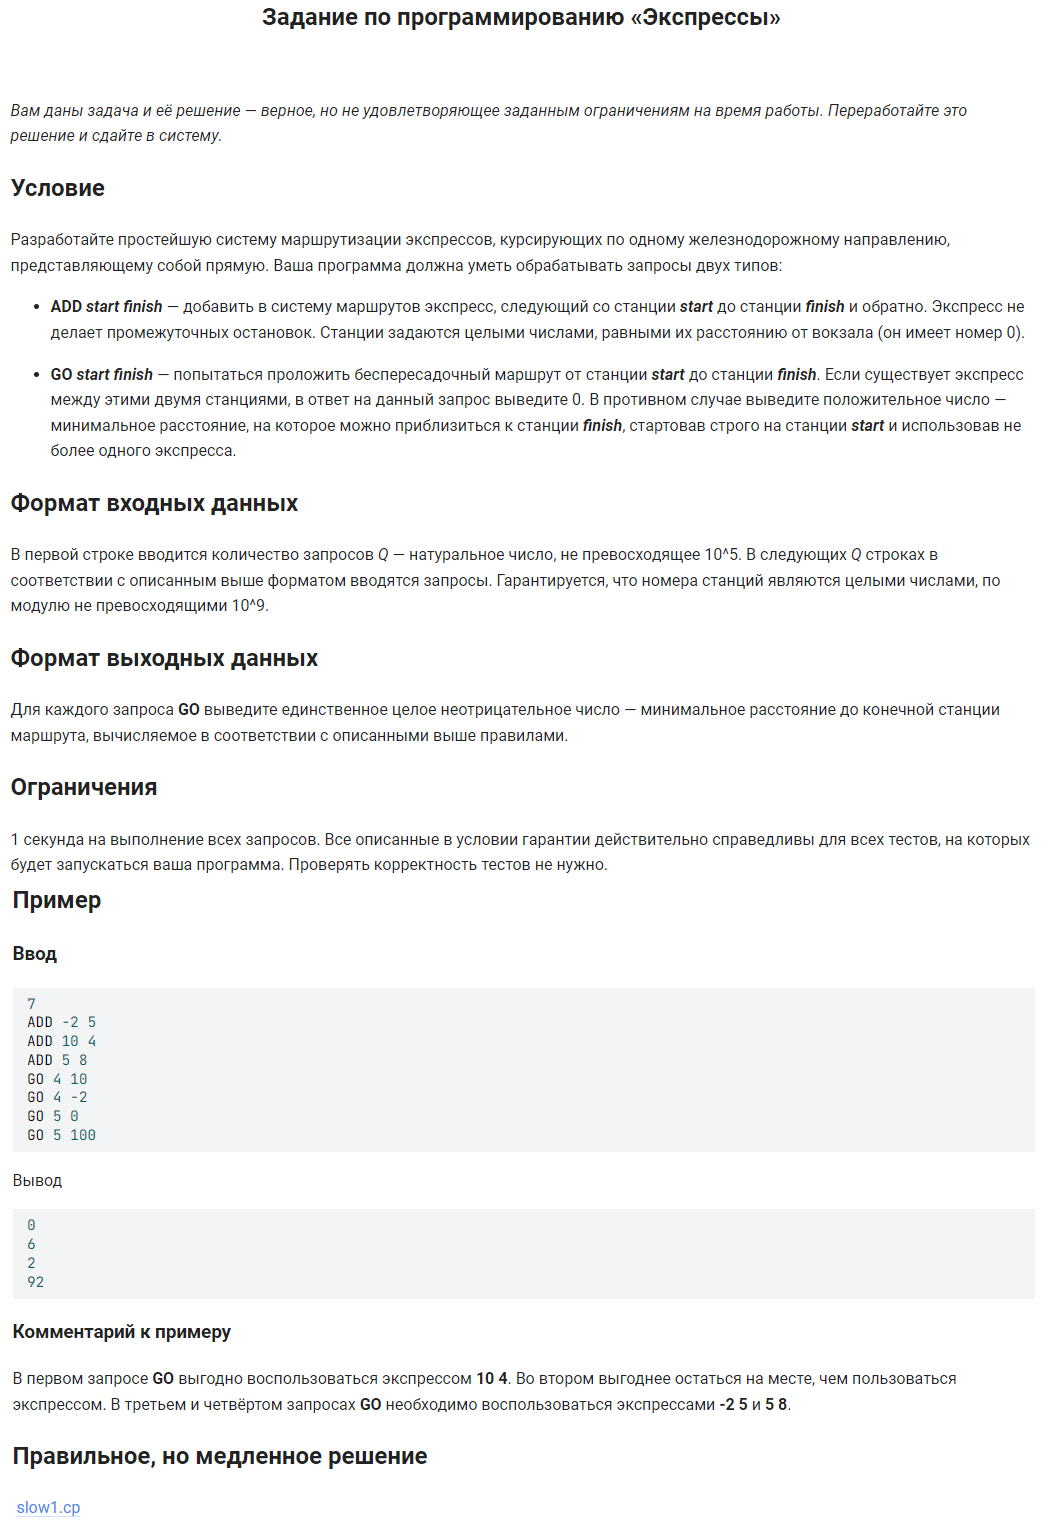 Задание по программированию «Экспрессы»
Вам даны задача и её решение — верное, но не удовлетворяющее заданным ограничениям на время работы. Переработайте это
решение и сдайте в систему.
Условие
Разработайте простейшую систему маршрутизации экспрессов, курсирующих по одному железнодорожному направлению,
представляющему собой прямую. Ваша программа должна уметь обрабатывать запросы двух типов:
• ADD start finish — добавить в систему маршрутов экспресс, следующий со станции start до станции finish и обратно. Экспресс не
делает промежуточных остановок. Станции задаются целыми числами, равными их расстоянию от вокзала (он имеет номер 0).
• GO start finish — попытаться проложить беспересадочный маршрут от станции start до станции finish. Если существует экспресс
между этими двумя станциями, в ответ на данный запрос выведите 0. В противном случае выведите положительное число —
минимальное расстояние, на которое можно приблизиться к станции finish, стартовав строго на станции start и использовав не
более одного экспресса.
Формат входных данных
В первой строке вводится количество запросов Q — натуральное число, не превосходящее 10^5. В следующих Q строках в
соответствии с описанным выше форматом вводятся запросы. Гарантируется, что номера станций являются целыми числами, по
модулю не превосходящими 10^9.
Формат выходных данных
Для каждого запроса GO выведите единственное целое неотрицательное число — минимальное расстояние до конечной станции
маршрута, вычисляемое в соответствии с описанными выше правилами.
Ограничения
1 секунда на выполнение всех запросов. Все описанные в условии гарантии действительно справедливы для всех тестов, на которых
будет запускаться ваша программа. Проверять корректность тестов не нужно.
Пример
Ввод
7
ADD -2 5
ADD 10 4
ADD 5 8
GO 4 10
GO 4 -2
GO 5 0
GO 5 100
Вывод
0
6
2
92
Комментарий к примеру
В первом запросе GO выгодно воспользоваться экспрессом 10 4. Во втором выгоднее остаться на месте, чем пользоваться
экспрессом. В третьем и четвёртом запросах GO необходимо воспользоваться экспрессами -2 5 и 5 8.
Правильное, но медленное решение
slow1.cp